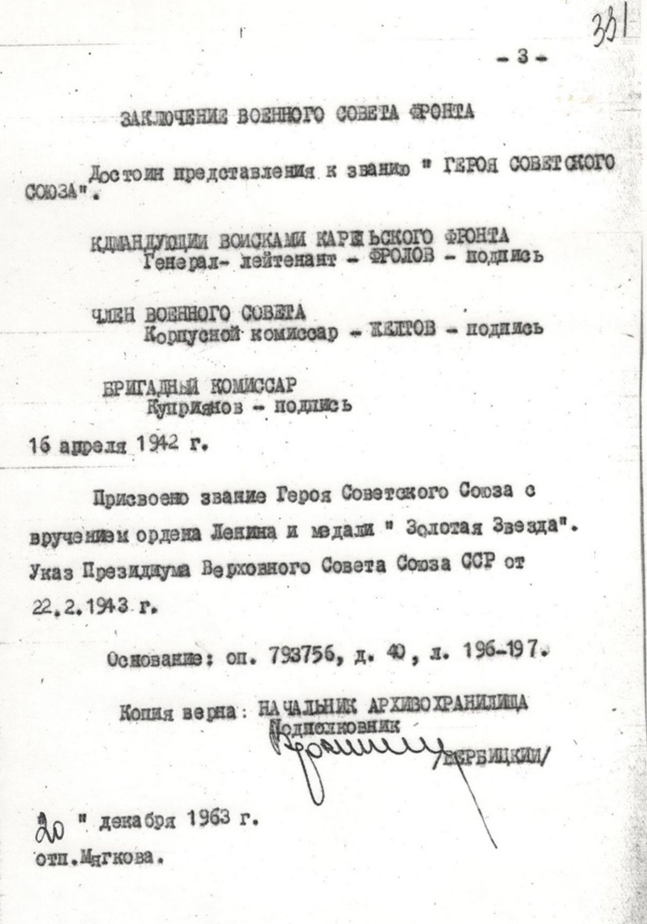 331
- 3 -
ЗАКЛЮЧЕНИЕ ВОЕННОГО СОВЕТА ФРОНТА
Достоин представления к званию " ГЕРОЯ СОВЕТСКОГО
СОЮЗА".
КДМАНДУЮЩИЙ ВОЙСКАМИ КАРЕЛЬСКОГО ФРОНТА
Генерал- лейтенант - ФРОЛОВ - подпись
ЧЛЕН ВОЕННОГО СОВЕТА
Корпусной комиссар - ЖЕЛТОВ - подпись
БРИГАДНЫЙ КОМИССАР
Куприянов - подпись
16 апреля 1942 г.
Присвоено звание Героя Советского Союза с
вручением ордена Ленина и медали " Золотая Звезда".
Указ Президиума Верховного Совета Союза ССР от
22.2.1943 г.
Основание: оп. 793756, д. 40, л. 196-197.
Копия верна: НАЧАЛЬНИК АРХИВОХРАНИЛИЩА
Подполковник
/ВЕРБИЦКИЙ/
20 " декабря 1963 г.
отп.Мягкова.